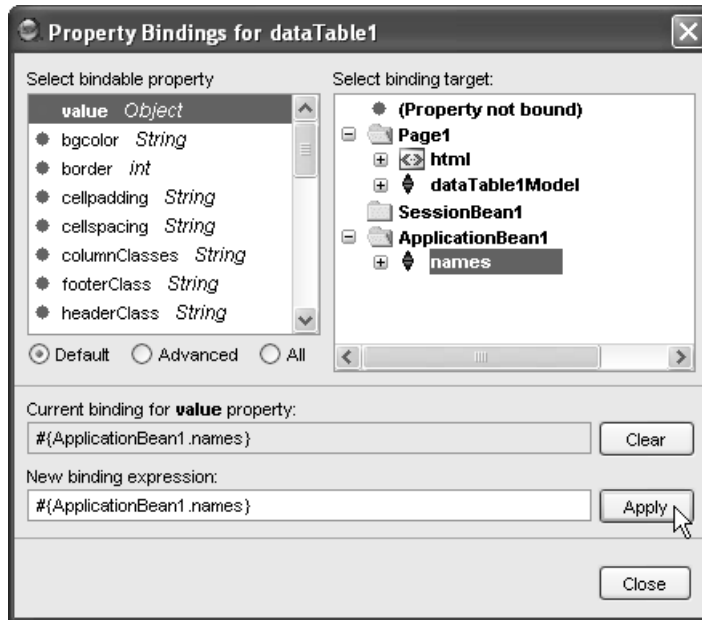 Property Bindings for dataTable1
Select bindable property
value Object
bgcolor String
border int
cellpadding String
cellspacing String
columnClasses String
footerClass String
headerClass String
Default Advanced All
Select binding target:
(Property not bound)
Page1
html
dataTable1Model
SessionBean1
ApplicationBean1
names
Current binding for value property:
#{ApplicationBean1.names}
Clear
New binding expression:
#{ApplicationBean1.names}
Apply
Close